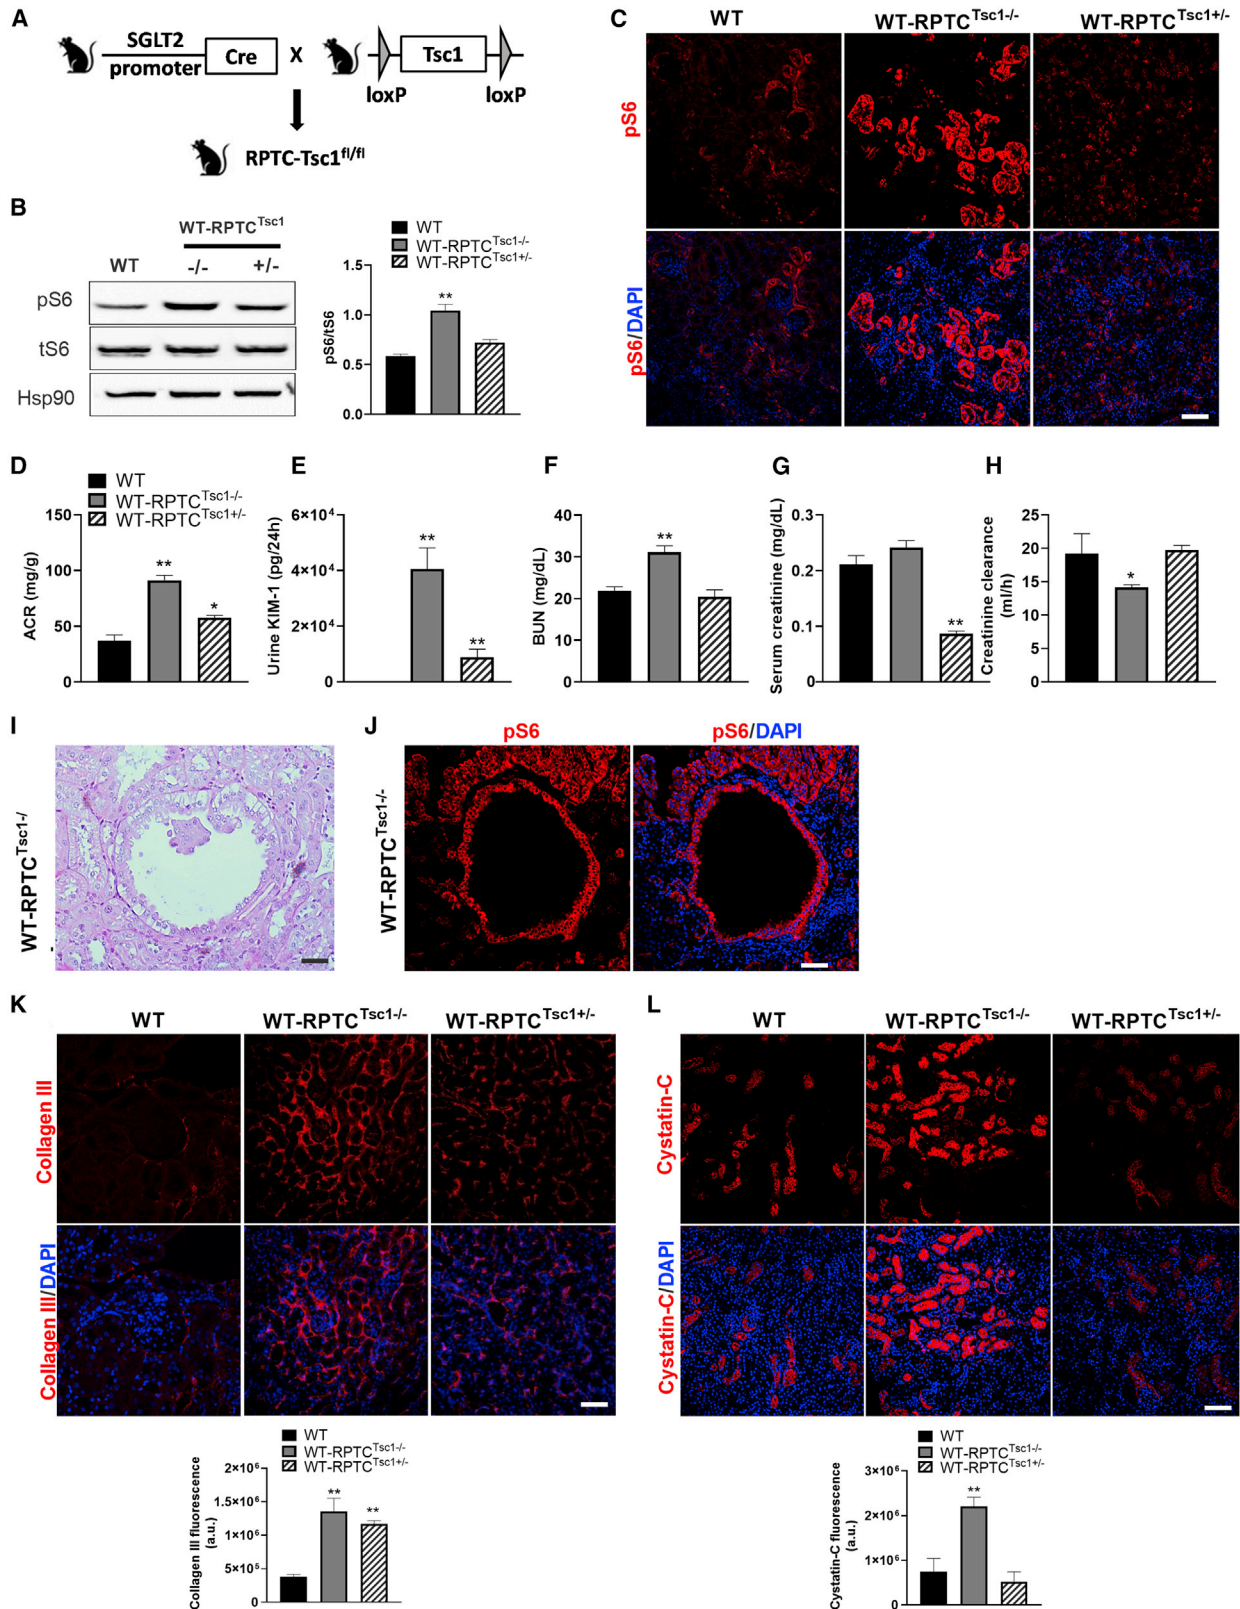 A
SGLT2
promoter
Cre
X
Tsc1
loxP
loxP
RPTC-Tsc1fl/fl
B
WT-RPTCTsc1
WT
-/-
+/-
pS6
tS6
Hsp90
WT
WT-RPTCTsc1-/-
WT-RPTCTsc1+/-
pS6/tS6
1.5
1.0
0.5
0.0
**
C
WT
WT-RPTCTsc1-/-
WT-RPTCTsc1+/-
pS6
pS6/DAPI
D
WT
WT-RPTCTsc1-/-
WT-RPTCTsc1+/-
ACR (mg/g)
150
100
50
0
**
*
E
Urine KIM-1 (pg/24h)
6×10⁴
4×10⁴
2×10⁴
0
**
**
F
BUN (mg/dL)
40
30
20
10
0
**
G
Serum creatinine (mg/dL)
0.3
0.2
0.1
0
**
H
Creatinine clearance
(ml/h)
25
20
15
10
5
0
*
I
WT-RPTCTsc1-/
J
pS6
pS6/DAPI
WT-RPTCTsc1-/-
K
WT
WT-RPTCTsc1-/-
WT-RPTCTsc1+/-
Collagen III
Collagen III/DAPI
WT
WT-RPTCTsc1-/-
WT-RPTCTsc1+/-
Collagen III fluorescence
(a.u.)
2×10⁶
1.5×10⁶
1×10⁶
5×10⁵
0
**
**
L
WT
WT-RPTCTsc1-/-
WT-RPTCTsc1+/-
Cystatin-C
Cystatin-C/DAPI
WT
WT-RPTCTsc1-/-
WT-RPTCTsc1+/-
Cystatin-C fluorescence
(a.u.)
3×10⁶
2×10⁶
1×10⁶
0
**